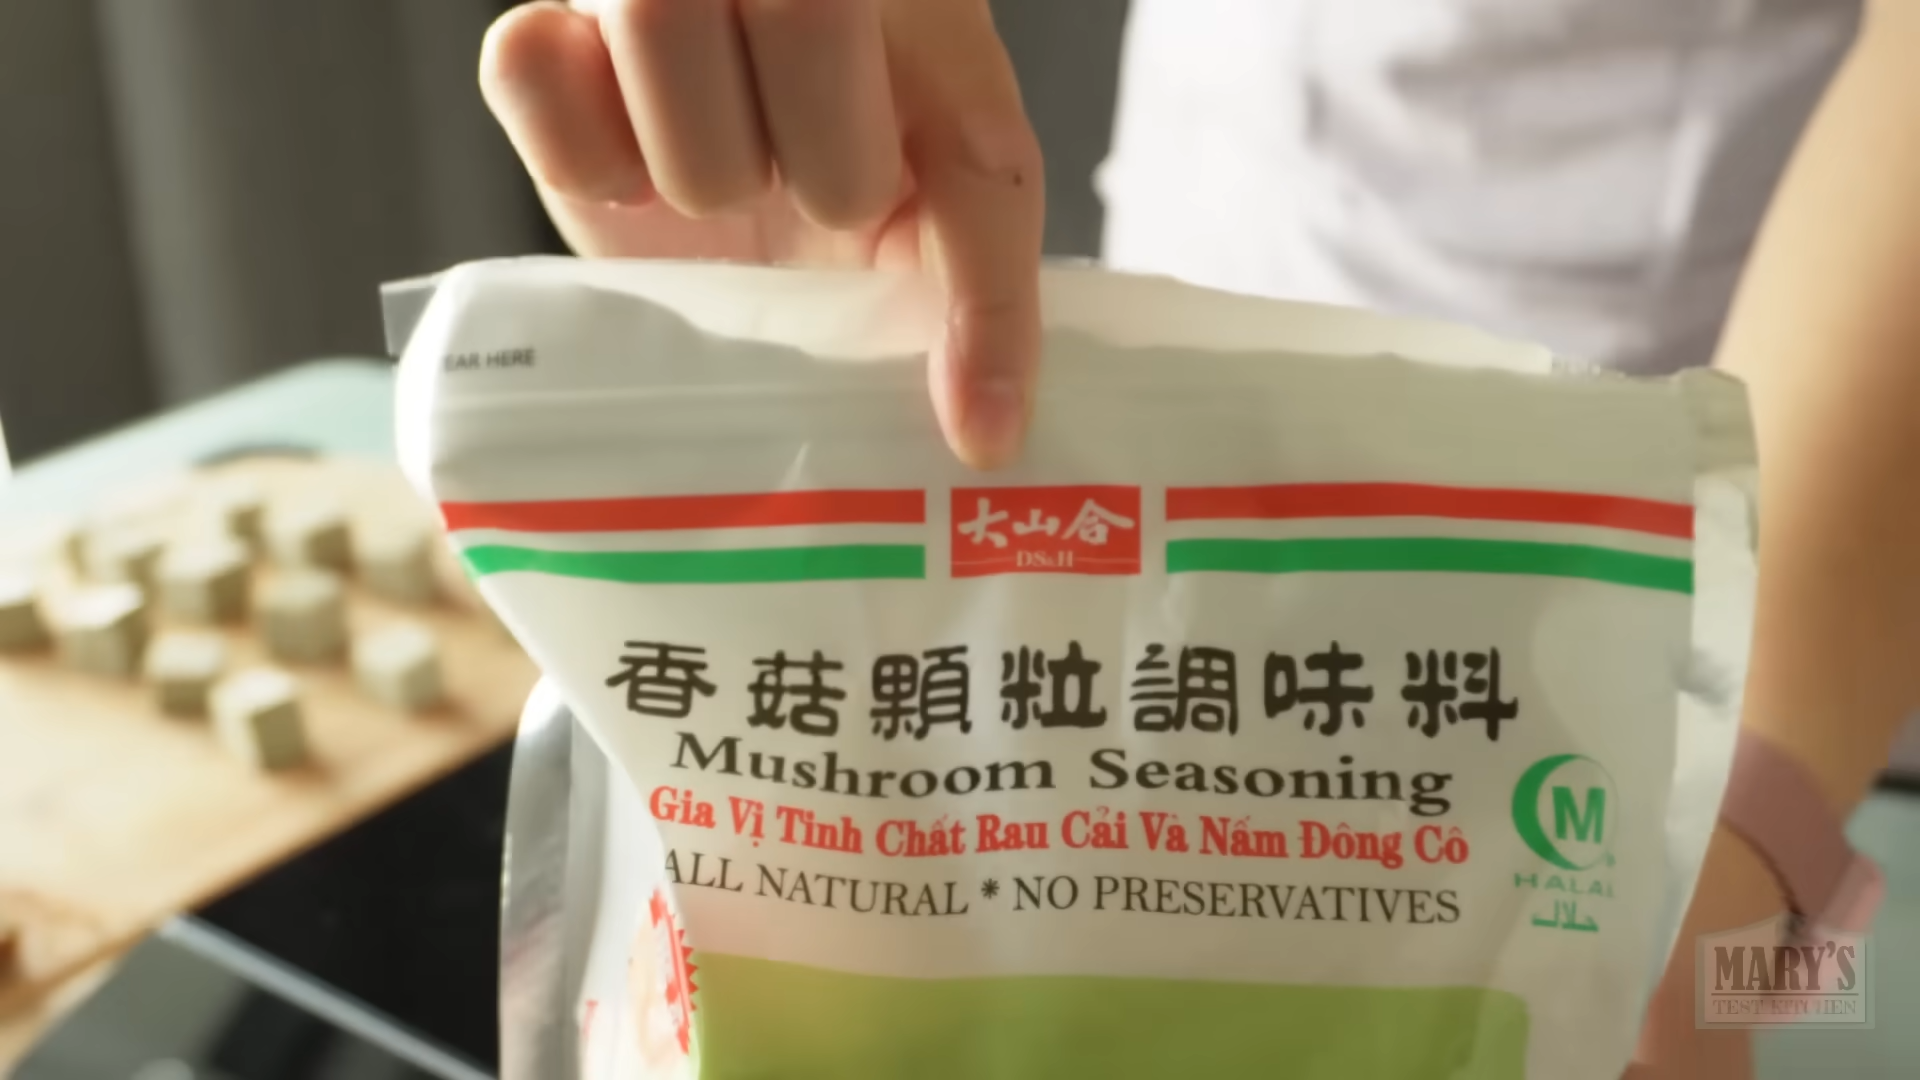 EAR HERE
大山合
DS&H
香菇顆粒調味料
Mushroom Seasoning
Gia Vị Tinh Chất Rau Cải Và Nấm Đông Cô
ALL NATURAL * NO PRESERVATIVES
M
HALAL
حلال
MARY'S
TEST KITCHEN